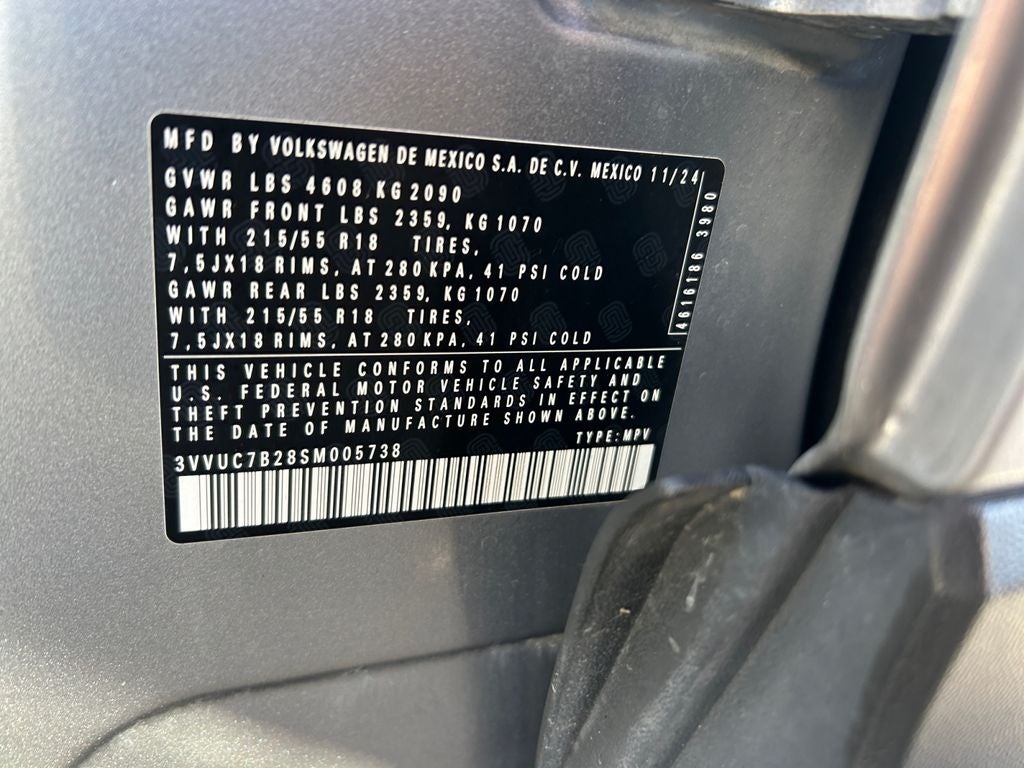 MFD BY VOLKSWAGEN DE MEXICO S.A. DE C.V. MEXICO 11/24
GVWR LBS 4608 KG 2090
GAWR FRONT LBS 2359, KG 1070
WITH 215/55 R18 TIRES,
7,5JX18 RIMS, AT 280 KPA, 41 PSI COLD
GAWR REAR LBS 2359, KG 1070
WITH 215/55 R18 TIRES,
7,5JX18 RIMS, AT 280 KPA, 41 PSI COLD
4616186 3980
THIS VEHICLE CONFORMS TO ALL APPLICABLE
U.S. FEDERAL MOTOR VEHICLE SAFETY AND
THEFT PREVENTION STANDARDS IN EFFECT ON
THE DATE OF MANUFACTURE SHOWN ABOVE.
3VVUC7B28SM005738 TYPE:MPV